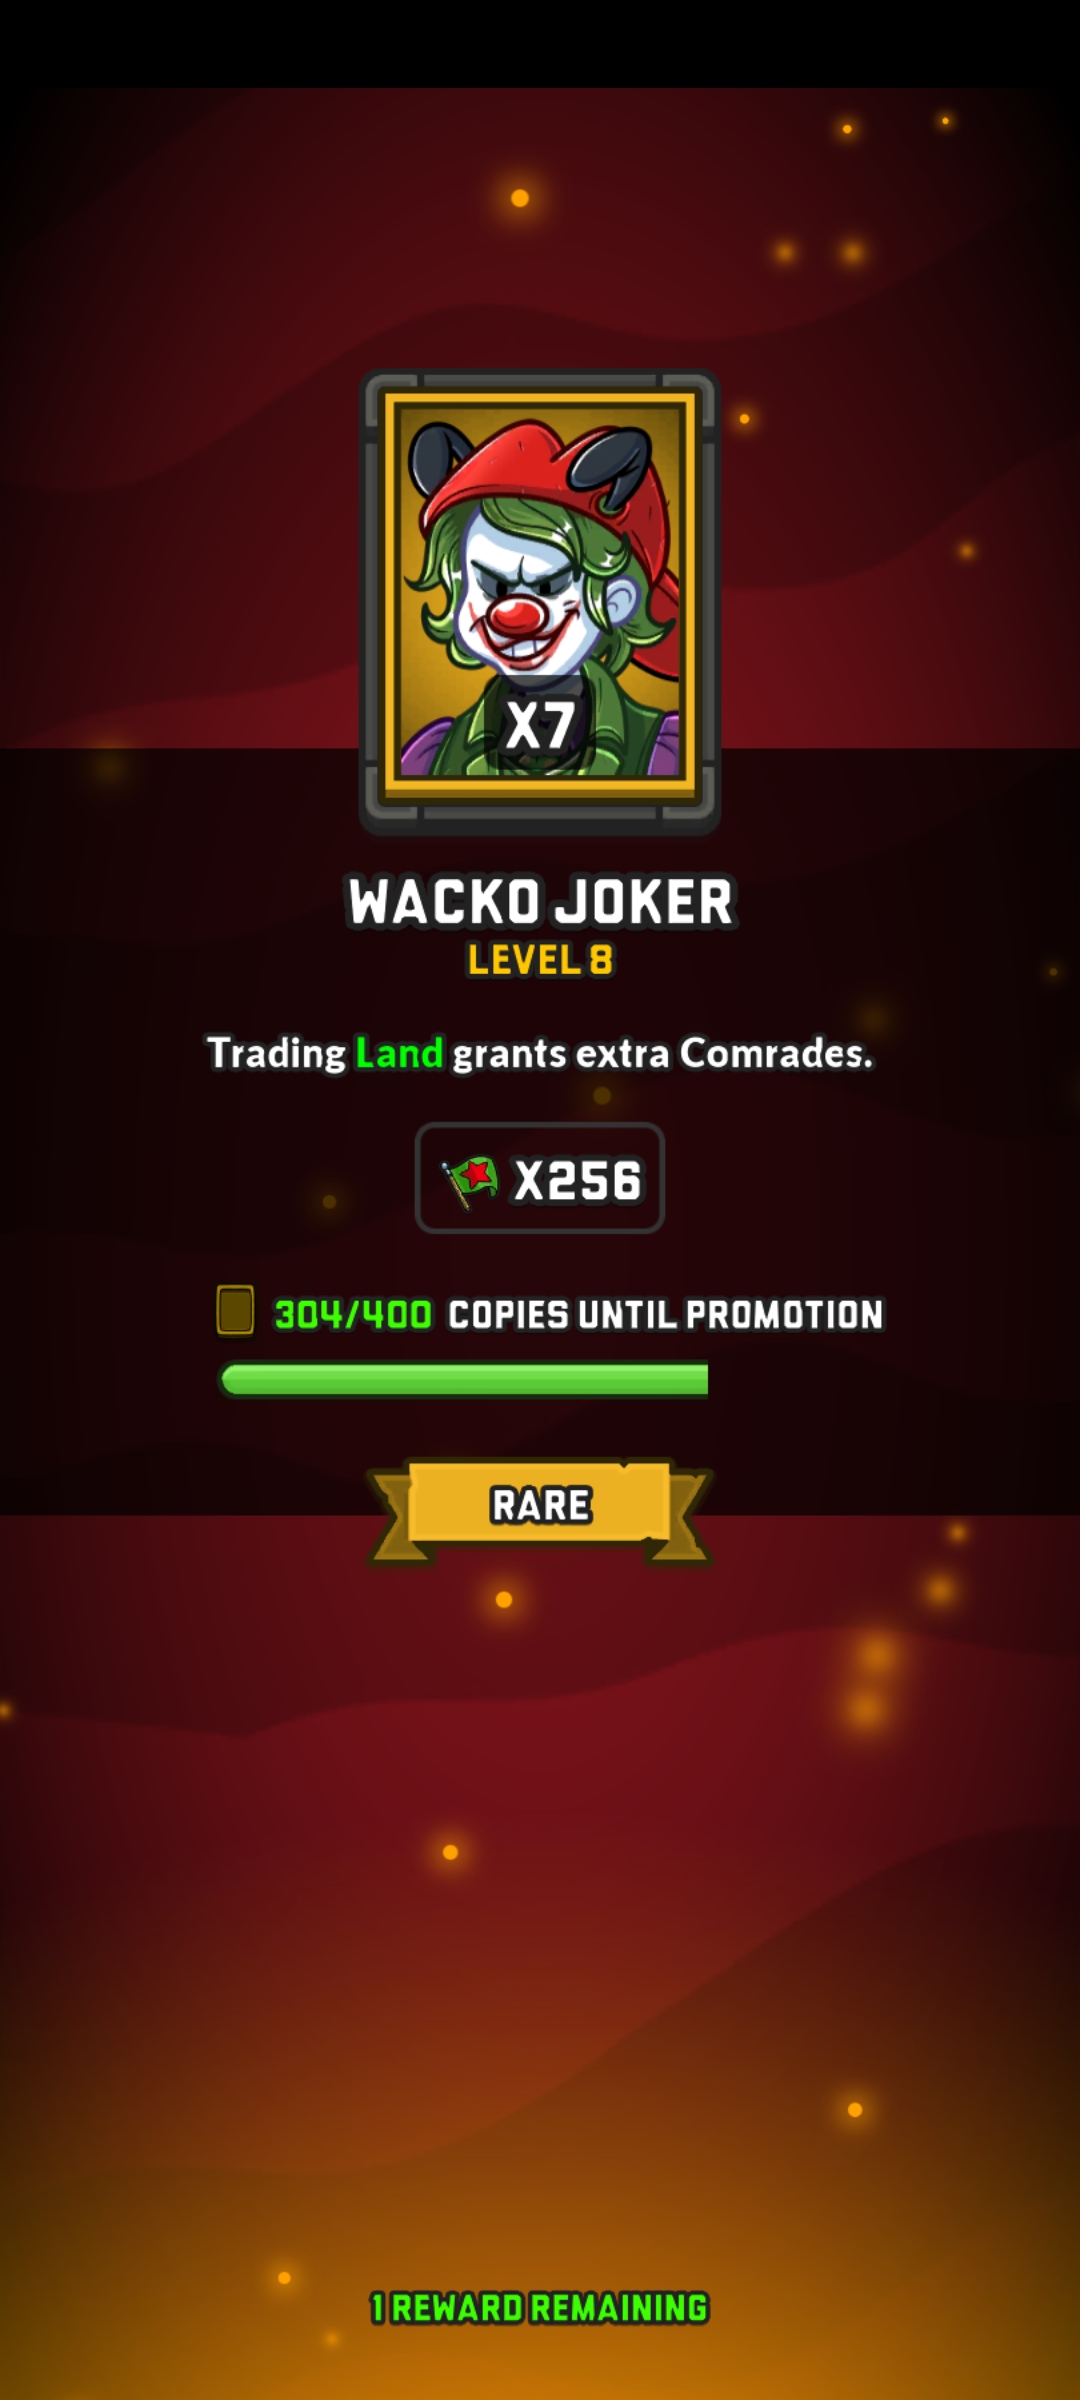 X7
WACKO JOKER
LEVEL 8
Trading Land grants extra Comrades.
X256
304/400 COPIES UNTIL PROMOTION
RARE
1 REWARD REMAINING